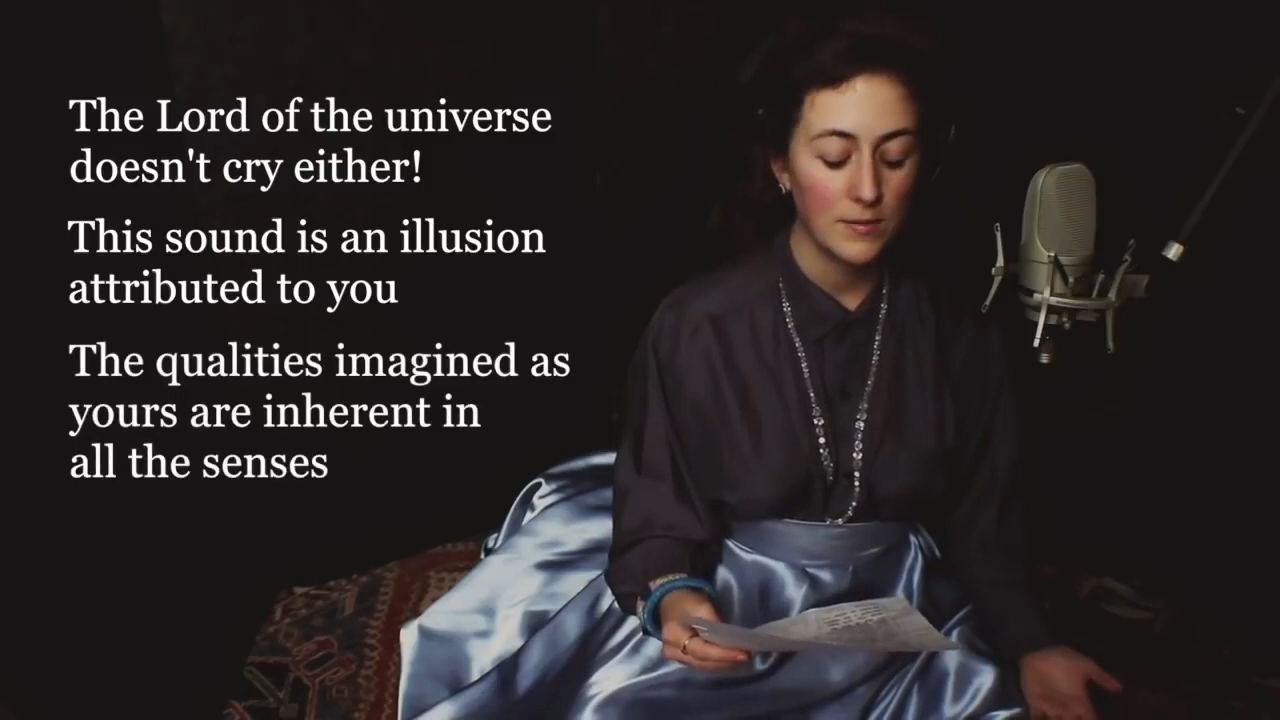 The Lord of the universe
doesn't cry either!
This sound is an illusion
attributed to you
The qualities imagined as
yours are inherent in
all the senses